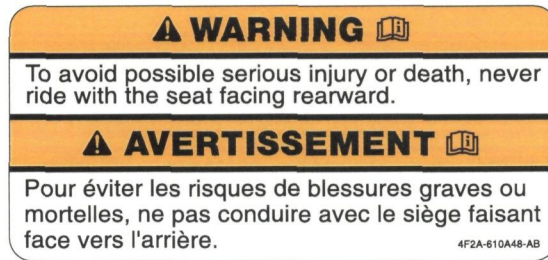 WARNING
To avoid possible serious injury or death, never
ride with the seat facing rearward.
AVERTISSEMENT
Pour éviter les risques de blessures graves ou
mortelles, ne pas conduire avec le siège faisant
face vers l'arrière.
4F2A-610A48-AB